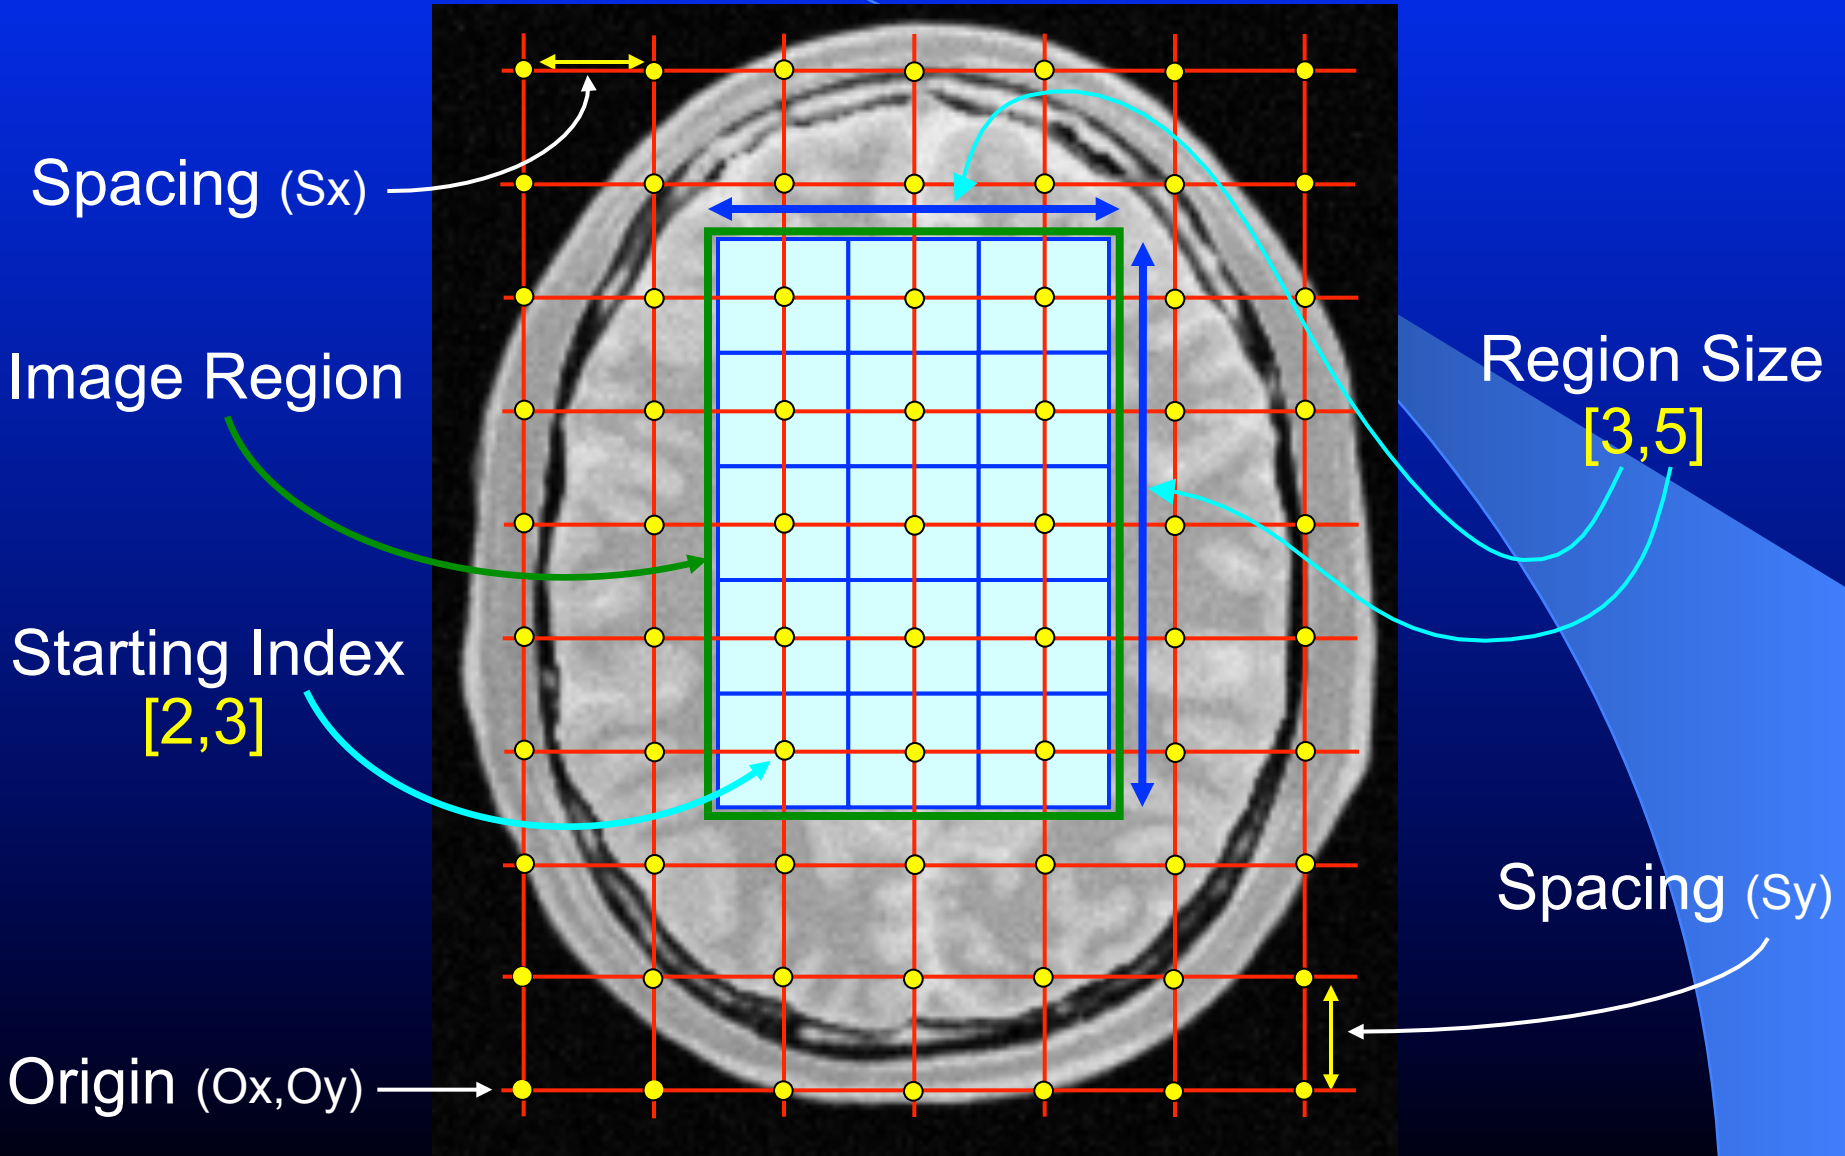 Spacing (Sx)
Image Region
Region Size
[3,5]
Starting Index
[2,3]
Spacing (Sy)
Origin (Ox,Oy)